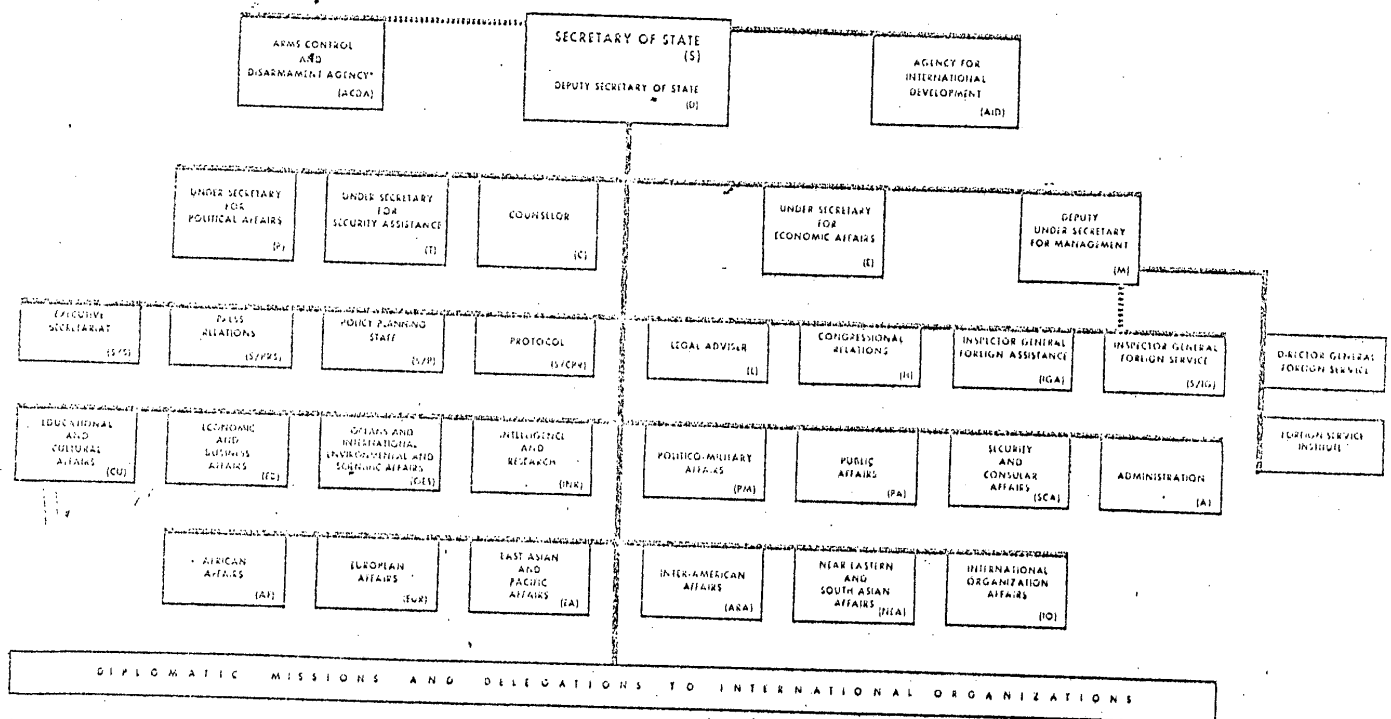 ARMS CONTROL
AND
DISARMAMENT AGENCY*
(ACDA)
SECRETARY OF STATE
(S)
DEPUTY SECRETARY OF STATE
(D)
AGENCY FOR
INTERNATIONAL
DEVELOPMENT
(AID)
UNDER SECRETARY
FOR
POLITICAL AFFAIRS
(P)
UNDER SECRETARY
FOR
SECURITY ASSISTANCE
(T)
COUNSELOR
(C)
UNDER SECRETARY
FOR
ECONOMIC AFFAIRS
(E)
DEPUTY
UNDER SECRETARY
FOR MANAGEMENT
(M)
EXECUTIVE
SECRETARIAT
(S/S)
PRESS
RELATIONS
(S/PRS)
POLICY PLANNING
STAFF
(S/P)
PROTOCOL
(S/CPR)
LEGAL ADVISER
(L)
CONGRESSIONAL
RELATIONS
(H)
INSPECTOR GENERAL
FOREIGN ASSISTANCE
(IGA)
INSPECTOR GENERAL
FOREIGN SERVICE
(S/IG)
DIRECTOR GENERAL
FOREIGN SERVICE
EDUCATIONAL
AND
CULTURAL
AFFAIRS
(CU)
ECONOMIC
AND
BUSINESS
AFFAIRS
(EB)
OCEANS AND
INTERNATIONAL
ENVIRONMENTAL AND
SCIENTIFIC AFFAIRS
(OES)
INTELLIGENCE
AND
RESEARCH
(INR)
POLITICO-MILITARY
AFFAIRS
(PM)
PUBLIC
AFFAIRS
(PA)
SECURITY
AND
CONSULAR
AFFAIRS
(SCA)
ADMINISTRATION
(A)
FOREIGN SERVICE
INSTITUTE
AFRICAN
AFFAIRS
(AF)
EUROPEAN
AFFAIRS
(EUR)
EAST ASIAN
AND
PACIFIC
AFFAIRS
(EA)
INTER-AMERICAN
AFFAIRS
(ARA)
NEAR EASTERN
AND
SOUTH ASIAN
AFFAIRS
(NEA)
INTERNATIONAL
ORGANIZATION
AFFAIRS
(IO)
DIPLOMATIC MISSIONS AND DELEGATIONS TO INTERNATIONAL ORGANIZATIONS